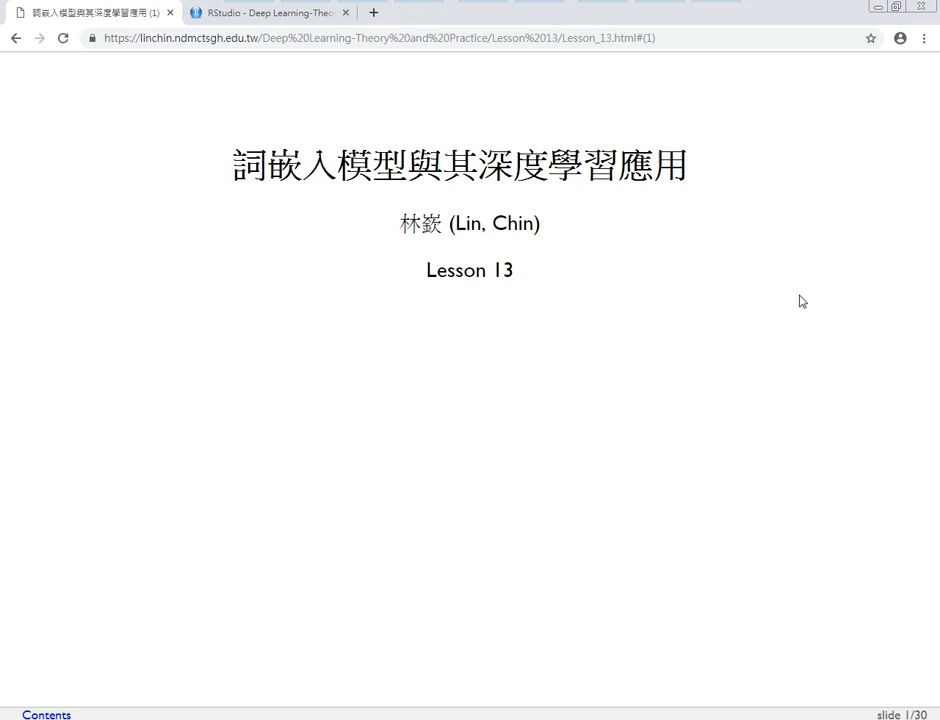 詞嵌入模型與其深度學習應用 (1)
RStudio - Deep Learning-Theo
https://linchin.ndmctsgh.edu.tw/Deep%20Learning-Theory%20and%20Practice/Lesson%2013/Lesson_13.html#(1)
詞嵌入模型與其深度學習應用
林嶔 (Lin, Chin)
Lesson 13
Contents
slide 1/30